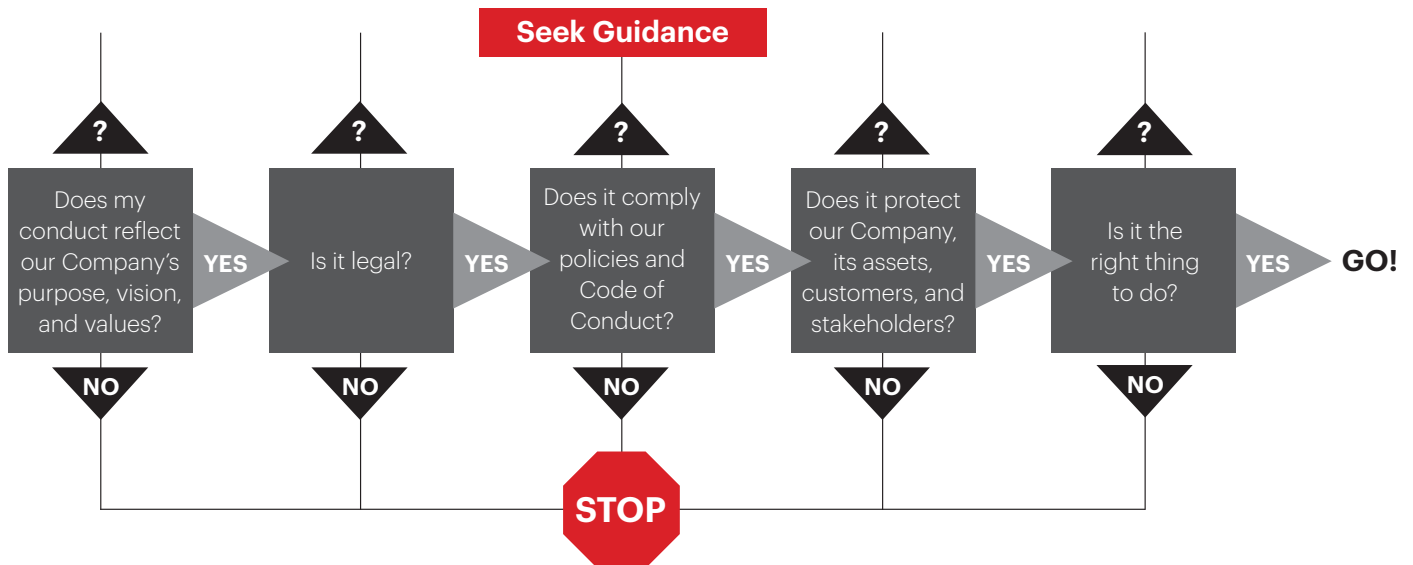 Seek Guidance
?
?
?
?
?
Does my
conduct reflect
our Company's
purpose, vision,
and values?
YES
Is it legal?
YES
Does it comply
with our
policies and
Code of
Conduct?
YES
Does it protect
our Company,
its assets,
customers, and
stakeholders?
YES
Is it the
right thing
to do?
YES
GO!
NO
NO
NO
NO
NO
STOP